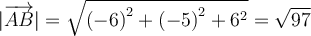 $|\overrightarrow{AB}| = \sqrt{(-6)^2 + (-5)^2 + 6^2} = \sqrt{97}$